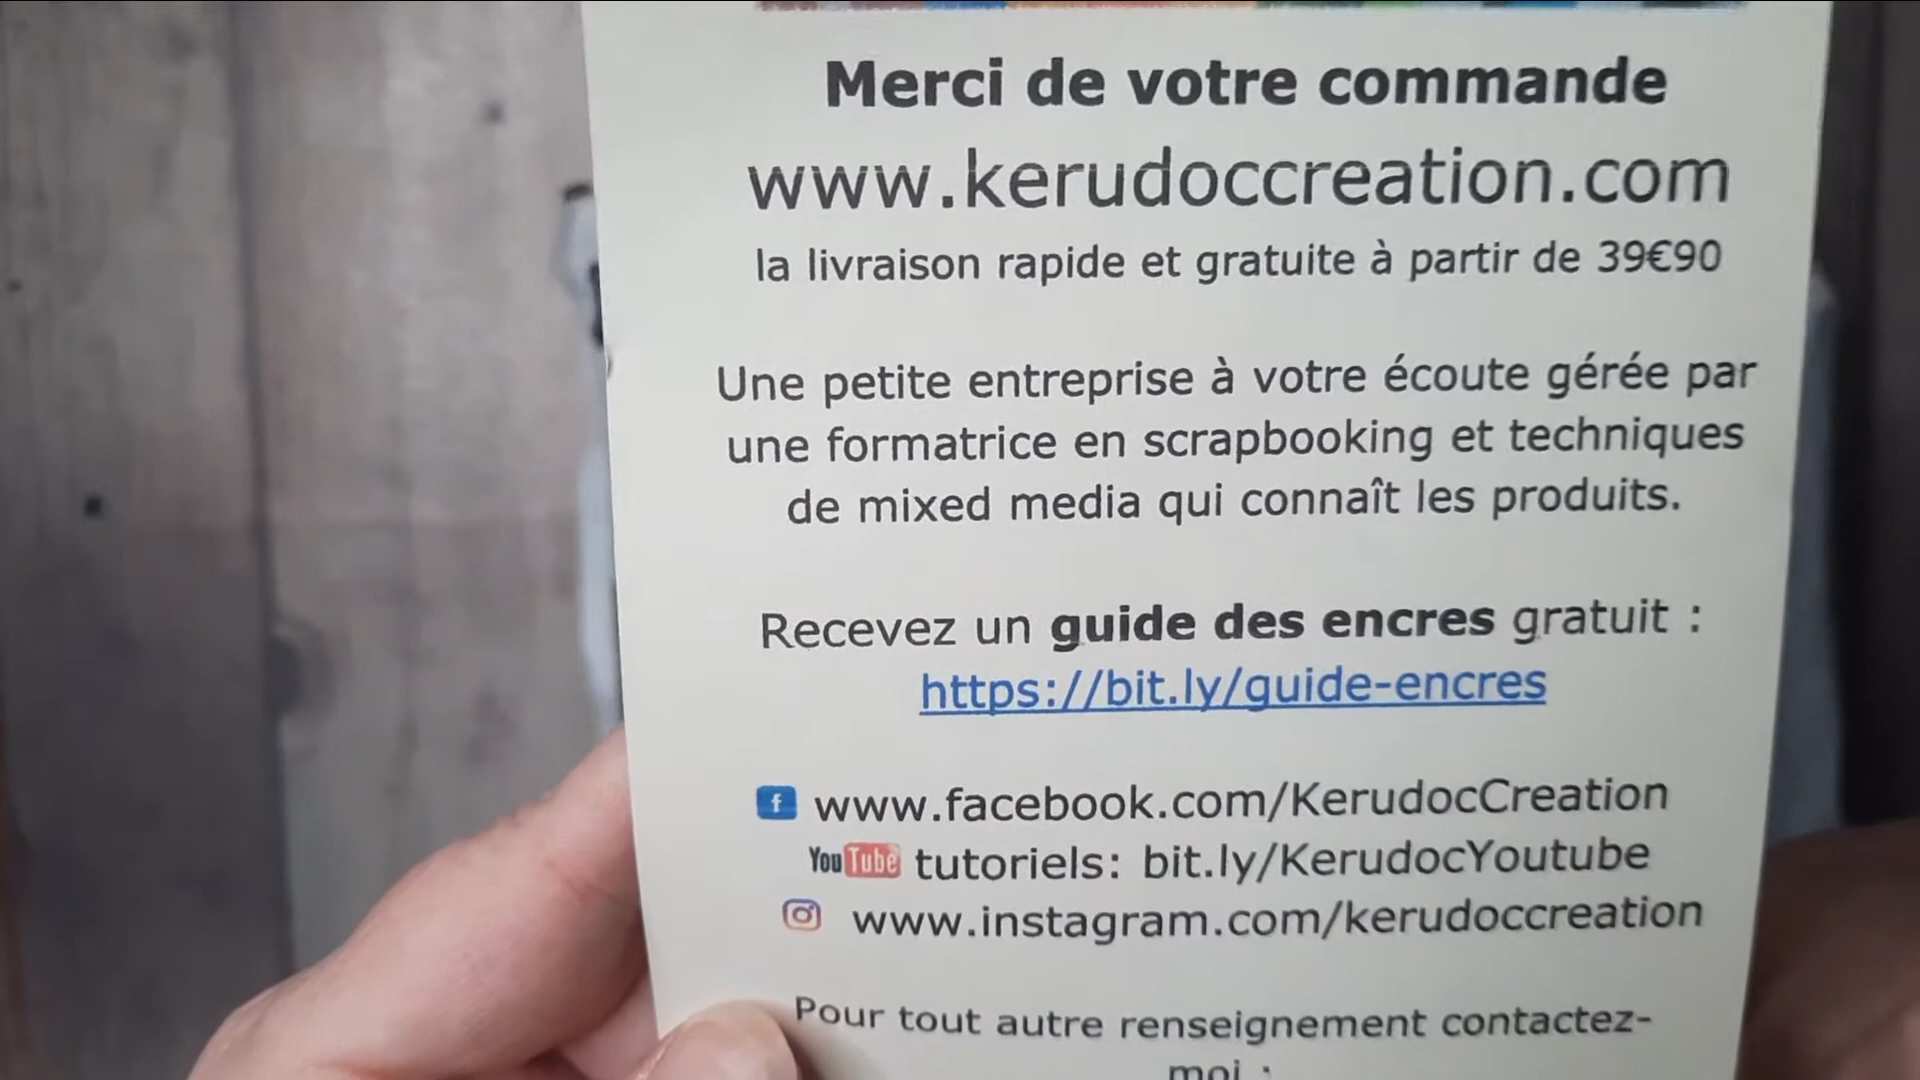 Merci de votre commande
www.kerudoccreation.com
la livraison rapide et gratuite à partir de 39€90
Une petite entreprise à votre écoute gérée par
une formatrice en scrapbooking et techniques
de mixed media qui connaît les produits.
Recevez un guide des encres gratuit :
https://bit.ly/guide-encres
f www.facebook.com/KerudocCreation
YouTube tutoriels: bit.ly/KerudocYoutube
www.instagram.com/kerudoccreation
Pour tout autre renseignement contactez-
moi :